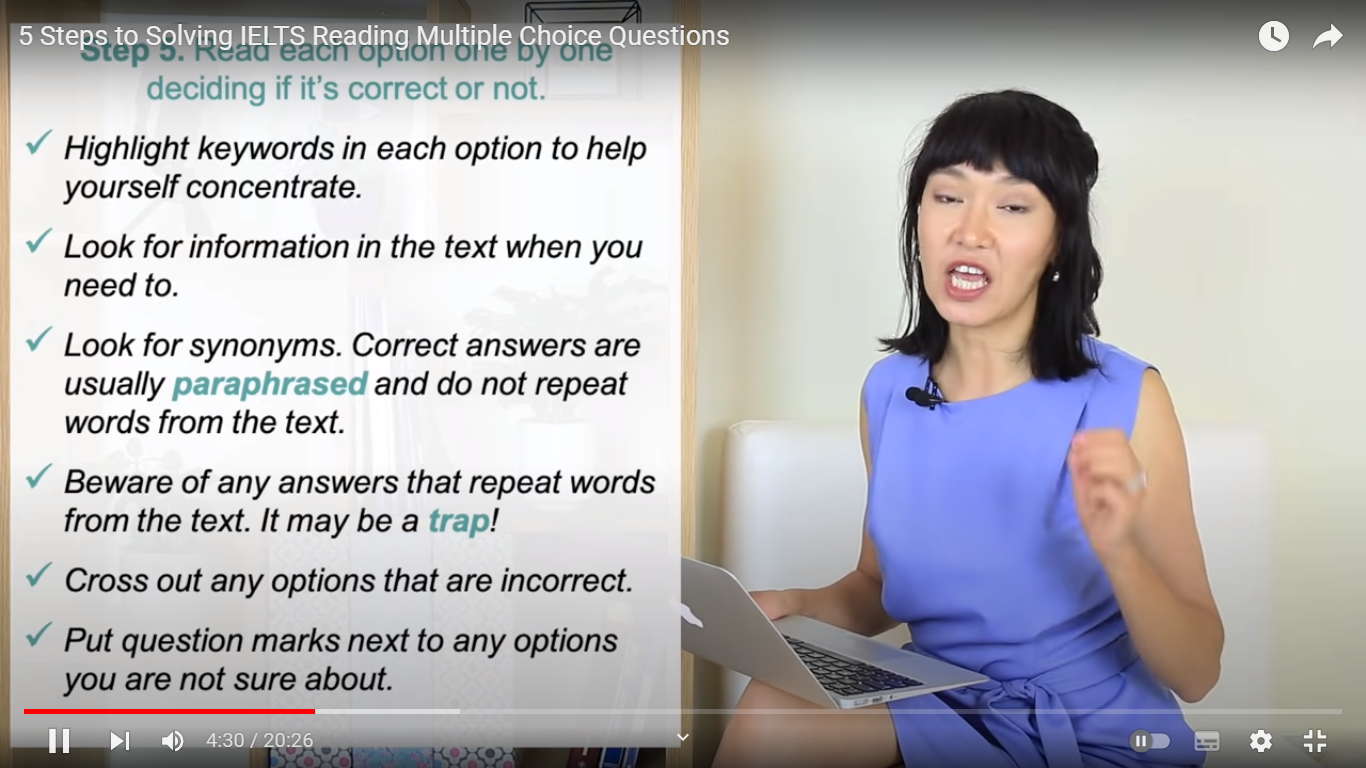 5 Steps to Solving IELTS Reading Multiple Choice Questions
Step 5. Read each option one by one
deciding if it's correct or not.
Highlight keywords in each option to help
yourself concentrate.
Look for information in the text when you
need to.
Look for synonyms. Correct answers are
usually paraphrased and do not repeat
words from the text.
Beware of any answers that repeat words
from the text. It may be a trap!
Cross out any options that are incorrect.
Put question marks next to any options
you are not sure about.
4:30 / 20:26